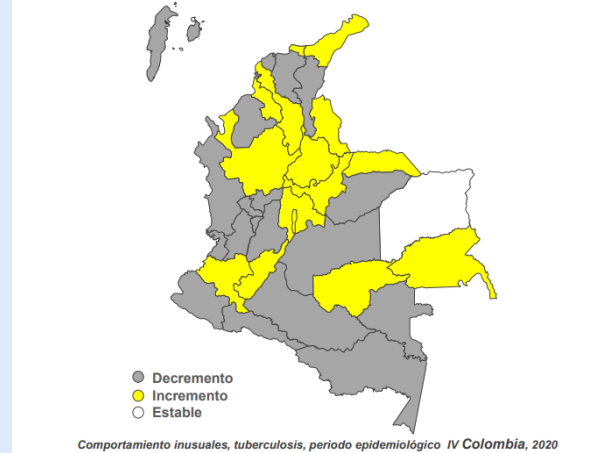 Decremento
Incremento
Estable
Comportamiento inusuales, tuberculosis, periodo epidemiológico IV Colombia, 2020